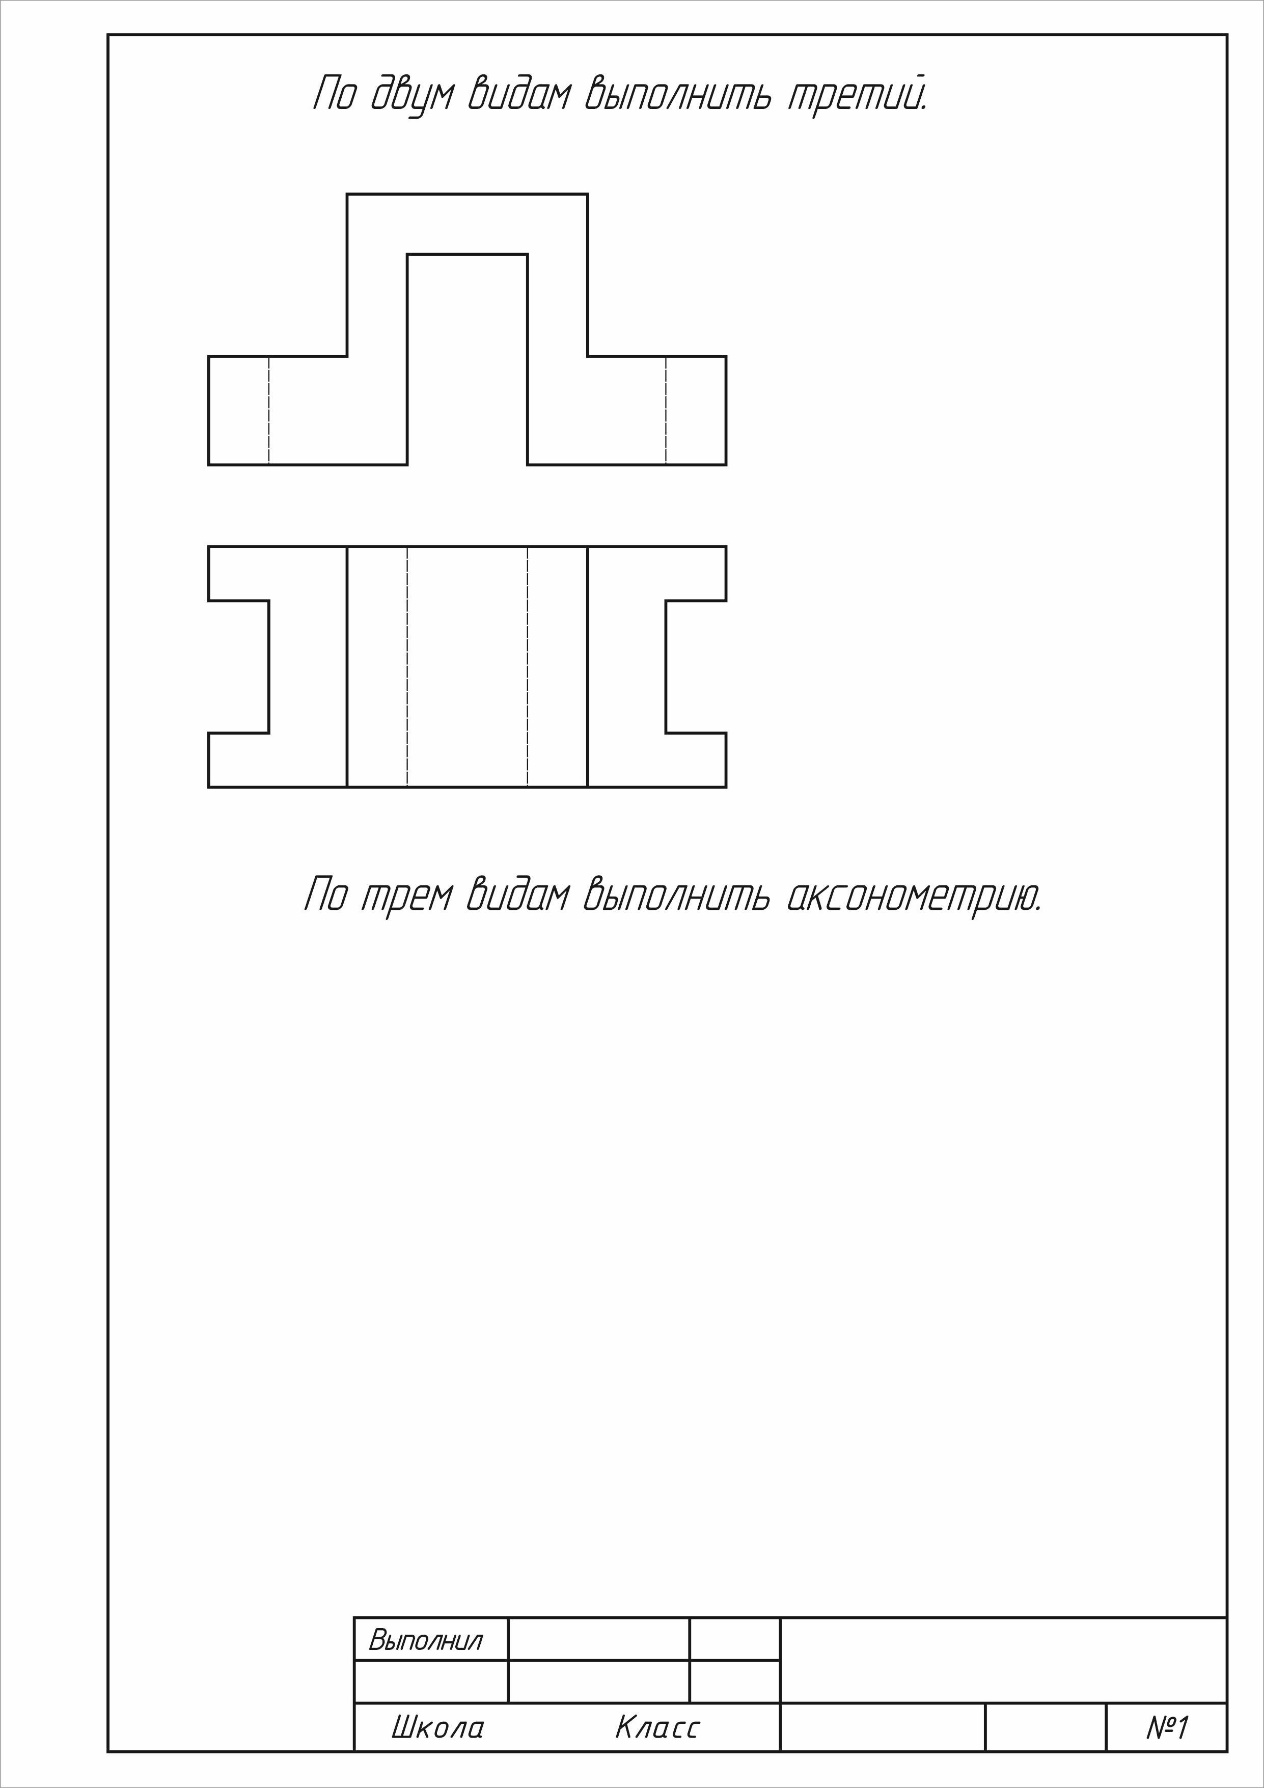 По двум видам выполнить третий.
По трем видам выполнить аксонометрию.
Выполнил
Школа Класс №1